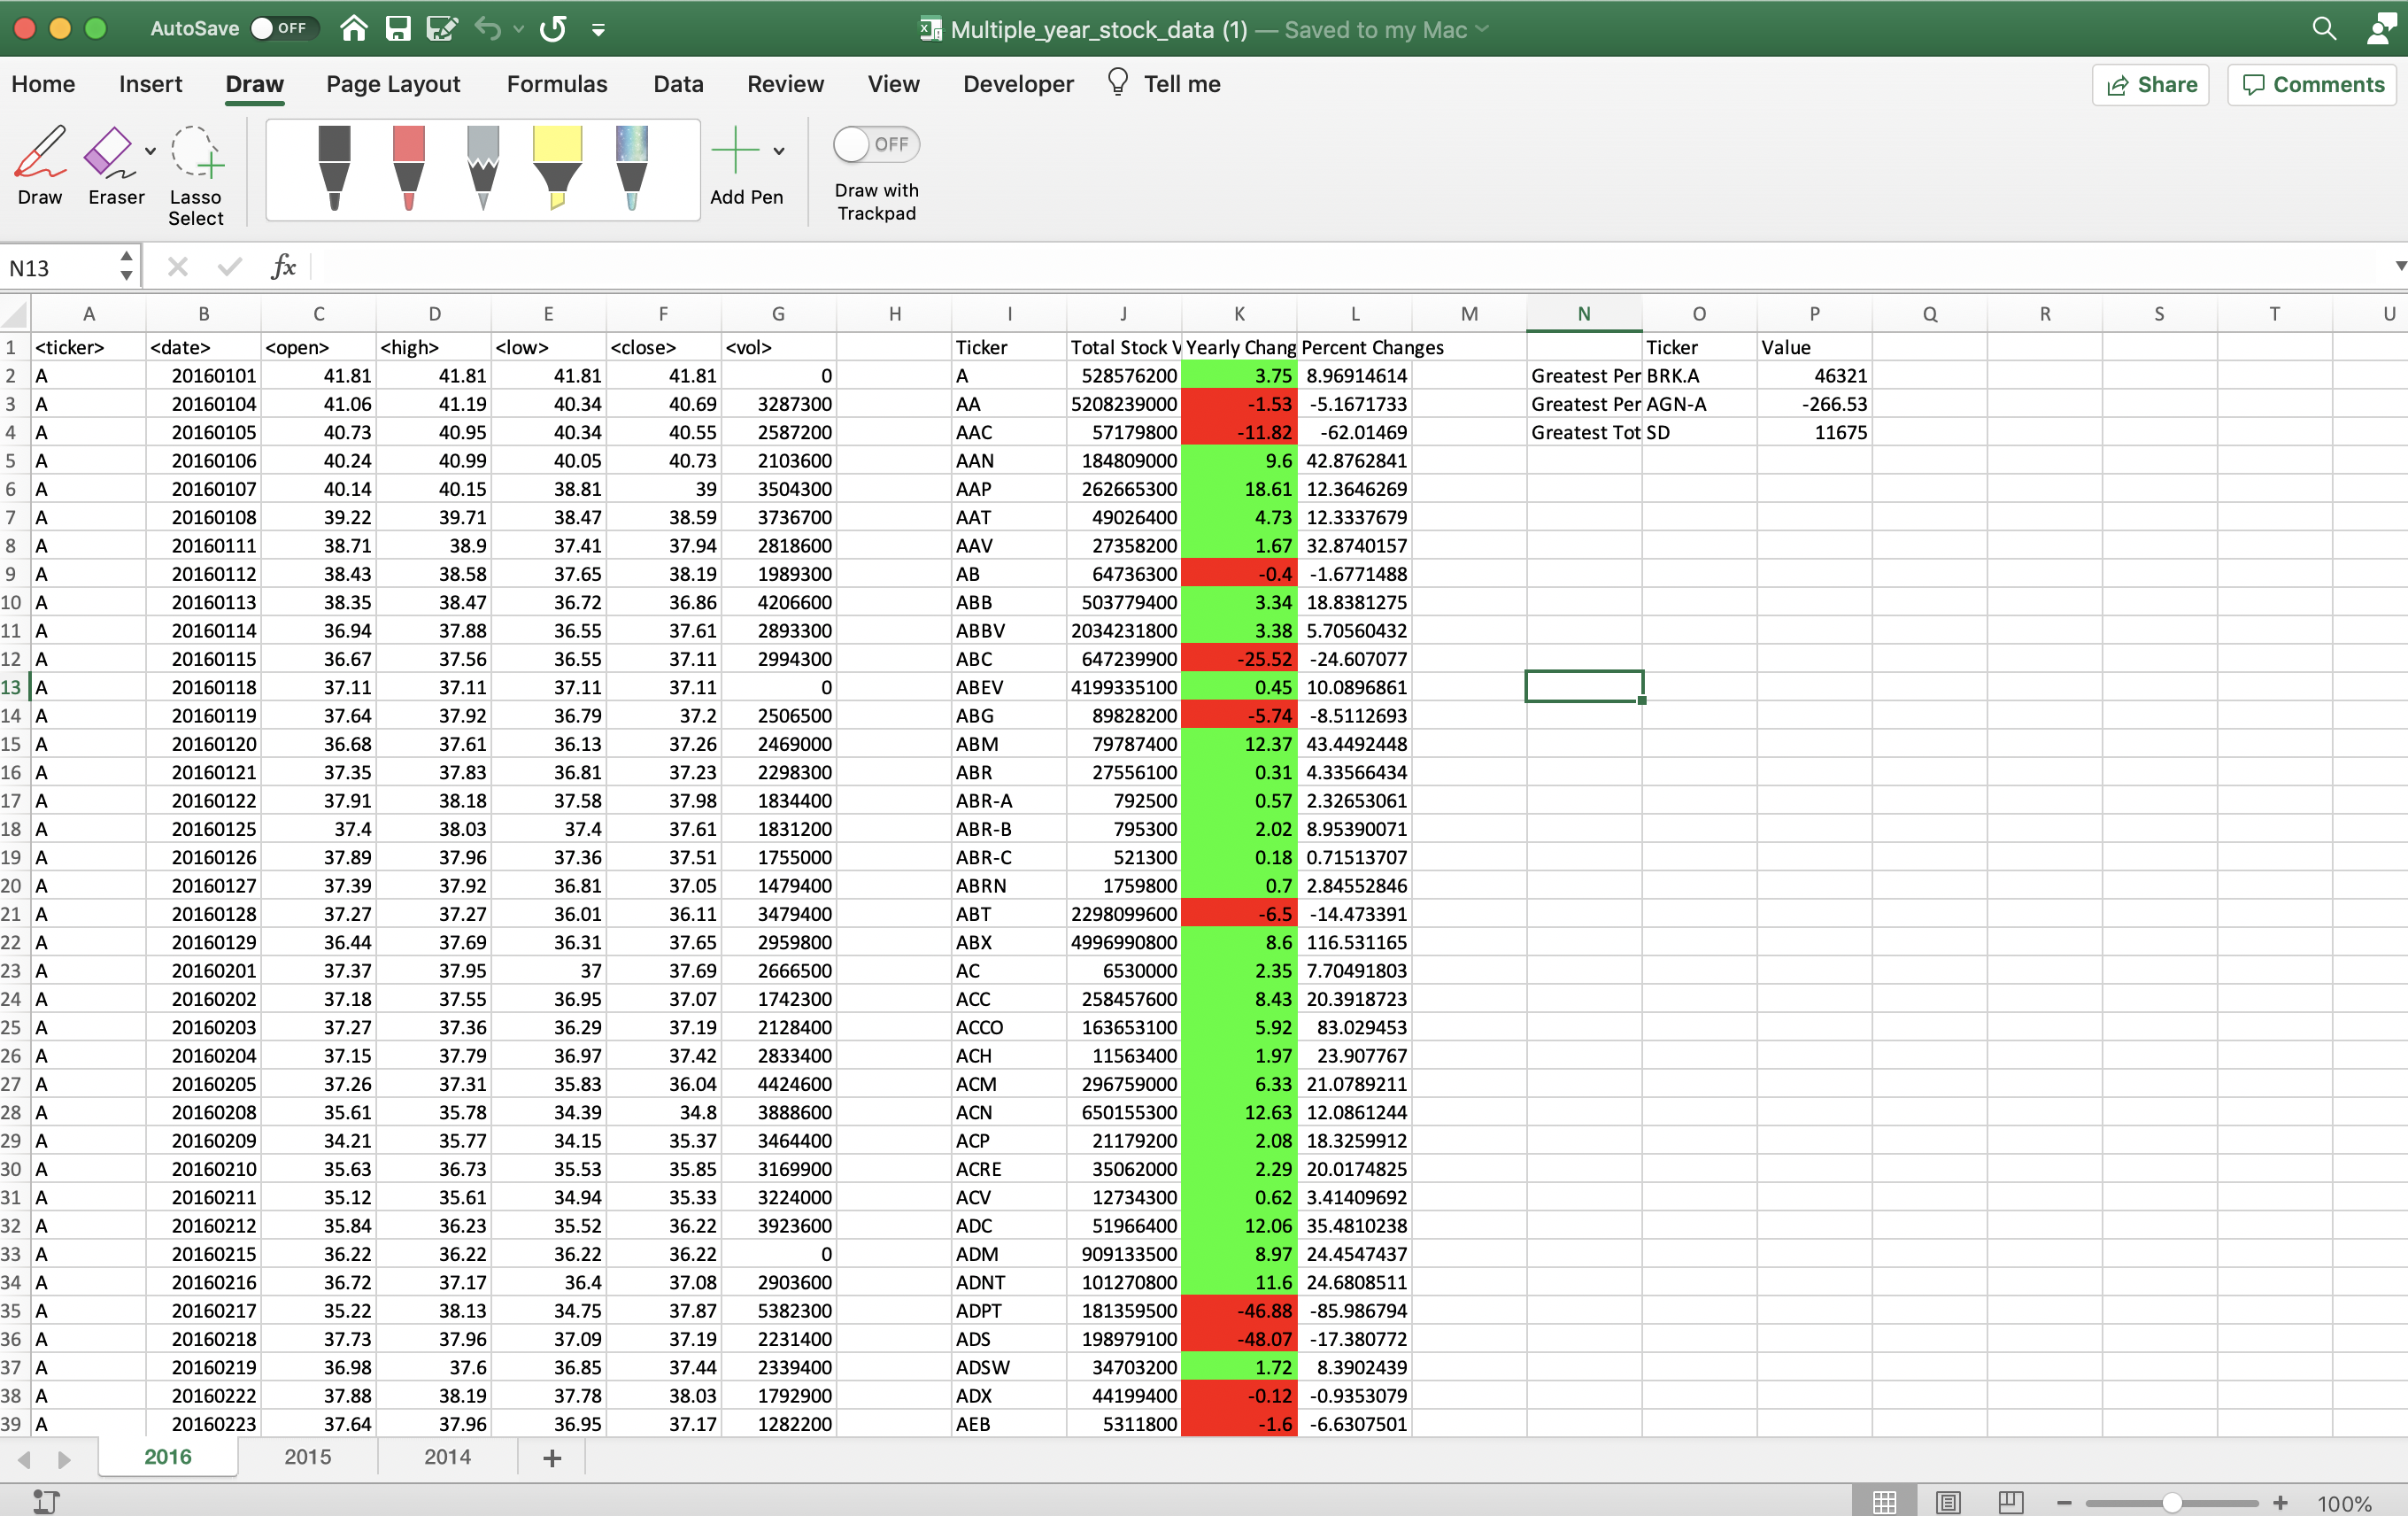 AutoSave OFF Multiple_year_stock_data (1) — Saved to my Mac
Home Insert Draw Page Layout Formulas Data Review View Developer Tell me Share Comments
Draw Eraser Lasso Select Add Pen OFF Draw with Trackpad
N13 fx
A B C D E F G H I J K L M N O P Q R S T U
1 <ticker> <date> <open> <high> <low> <close> <vol> Ticker Total Stock V Yearly Chang Percent Changes Ticker Value
2 A 20160101 41.81 41.81 41.81 41.81 0 A 528576200 3.75 8.96914614 Greatest Per BRK.A 46321
3 A 20160104 41.06 41.19 40.34 40.69 3287300 AA 5208239000 -1.53 -5.1671733 Greatest Per AGN-A -266.53
4 A 20160105 40.73 40.95 40.34 40.55 2587200 AAC 57179800 -11.82 -62.01469 Greatest Tot SD 11675
5 A 20160106 40.24 40.99 40.05 40.73 2103600 AAN 184809000 9.6 42.8762841
6 A 20160107 40.14 40.15 38.81 39 3504300 AAP 262665300 18.61 12.3646269
7 A 20160108 39.22 39.71 38.47 38.59 3736700 AAT 49026400 4.73 12.3337679
8 A 20160111 38.71 38.9 37.41 37.94 2818600 AAV 27358200 1.67 32.8740157
9 A 20160112 38.43 38.58 37.65 38.19 1989300 AB 64736300 -0.4 -1.6771488
10 A 20160113 38.35 38.47 36.72 36.86 4206600 ABB 503779400 3.34 18.8381275
11 A 20160114 36.94 37.88 36.55 37.61 2893300 ABBV 2034231800 3.38 5.70560432
12 A 20160115 36.67 37.56 36.55 37.11 2994300 ABC 647239900 -25.52 -24.607077
13 A 20160118 37.11 37.11 37.11 37.11 0 ABEV 4199335100 0.45 10.0896861
14 A 20160119 37.64 37.92 36.79 37.2 2506500 ABG 89828200 -5.74 -8.5112693
15 A 20160120 36.68 37.61 36.13 37.26 2469000 ABM 79787400 12.37 43.4492448
16 A 20160121 37.35 37.83 36.81 37.23 2298300 ABR 27556100 0.31 4.33566434
17 A 20160122 37.91 38.18 37.58 37.98 1834400 ABR-A 792500 0.57 2.32653061
18 A 20160125 37.4 38.03 37.4 37.61 1831200 ABR-B 795300 2.02 8.95390071
19 A 20160126 37.89 37.96 37.36 37.51 1755000 ABR-C 521300 0.18 0.71513707
20 A 20160127 37.39 37.92 36.81 37.05 1479400 ABRN 1759800 0.7 2.84552846
21 A 20160128 37.27 37.27 36.01 36.11 3479400 ABT 2298099600 -6.5 -14.473391
22 A 20160129 36.44 37.69 36.31 37.65 2959800 ABX 4996990800 8.6 116.531165
23 A 20160201 37.37 37.95 37 37.69 2666500 AC 6530000 2.35 7.70491803
24 A 20160202 37.18 37.55 36.95 37.07 1742300 ACC 258457600 8.43 20.3918723
25 A 20160203 37.27 37.36 36.29 37.19 2128400 ACCO 163653100 5.92 83.029453
26 A 20160204 37.15 37.79 36.97 37.42 2833400 ACH 11563400 1.97 23.907767
27 A 20160205 37.26 37.31 35.83 36.04 4424600 ACM 296759000 6.33 21.0789211
28 A 20160208 35.61 35.78 34.39 34.8 3888600 ACN 650155300 12.63 12.0861244
29 A 20160209 34.21 35.77 34.15 35.37 3464400 ACP 21179200 2.08 18.3259912
30 A 20160210 35.63 36.73 35.53 35.85 3169900 ACRE 35062000 2.29 20.0174825
31 A 20160211 35.12 35.61 34.94 35.33 3224000 ACV 12734300 0.62 3.41409692
32 A 20160212 35.84 36.23 35.52 36.22 3923600 ADC 51966400 12.06 35.4810238
33 A 20160215 36.22 36.22 36.22 36.22 0 ADM 909133500 8.97 24.4547437
34 A 20160216 36.72 37.17 36.4 37.08 2903600 ADNT 101270800 11.6 24.6808511
35 A 20160217 35.22 38.13 34.75 37.87 5382300 ADPT 181359500 -46.88 -85.986794
36 A 20160218 37.73 37.96 37.09 37.19 2231400 ADS 198979100 -48.07 -17.380772
37 A 20160219 36.98 37.6 36.85 37.44 2339400 ADSW 34703200 1.72 8.3902439
38 A 20160222 37.88 38.19 37.78 38.03 1792900 ADX 44199400 -0.12 -0.9353079
39 A 20160223 37.64 37.96 36.95 37.17 1282200 AEB 5311800 -1.6 -6.6307501
2016 2015 2014 +
100%